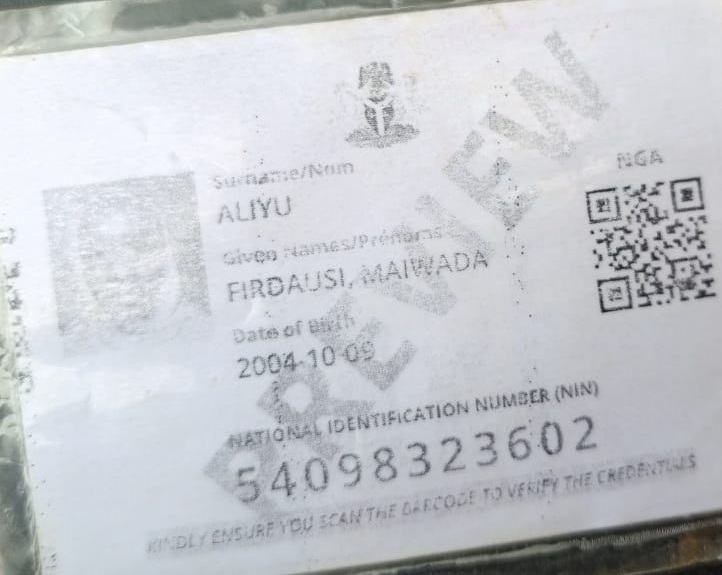 NGA
Surname/Nom
ALIYU
Given Names/Prénoms
FIRDAUSI, MAIWADA
Date of Birth
2004-10-09
NATIONAL IDENTIFICATION NUMBER (NIN)
54098323602
KINDLY ENSURE YOU SCAN THE BARCODE TO VERIFY THE CREDENTIALS
PREVIEW